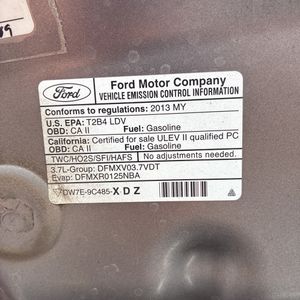 Ford
Ford Motor Company
VEHICLE EMISSION CONTROL INFORMATION
Conforms to regulations: 2013 MY
U.S. EPA: T2B4 LDV
OBD: CA II Fuel: Gasoline
California: Certified for sale ULEV II qualified PC
OBD: CA II Fuel: Gasoline
TWC/HO2S/SFI/HAFS No adjustments needed.
3.7L-Group: DFMXV03.7VDT
Evap: DFMXR0125NBA
DW7E-9C485-XDZ